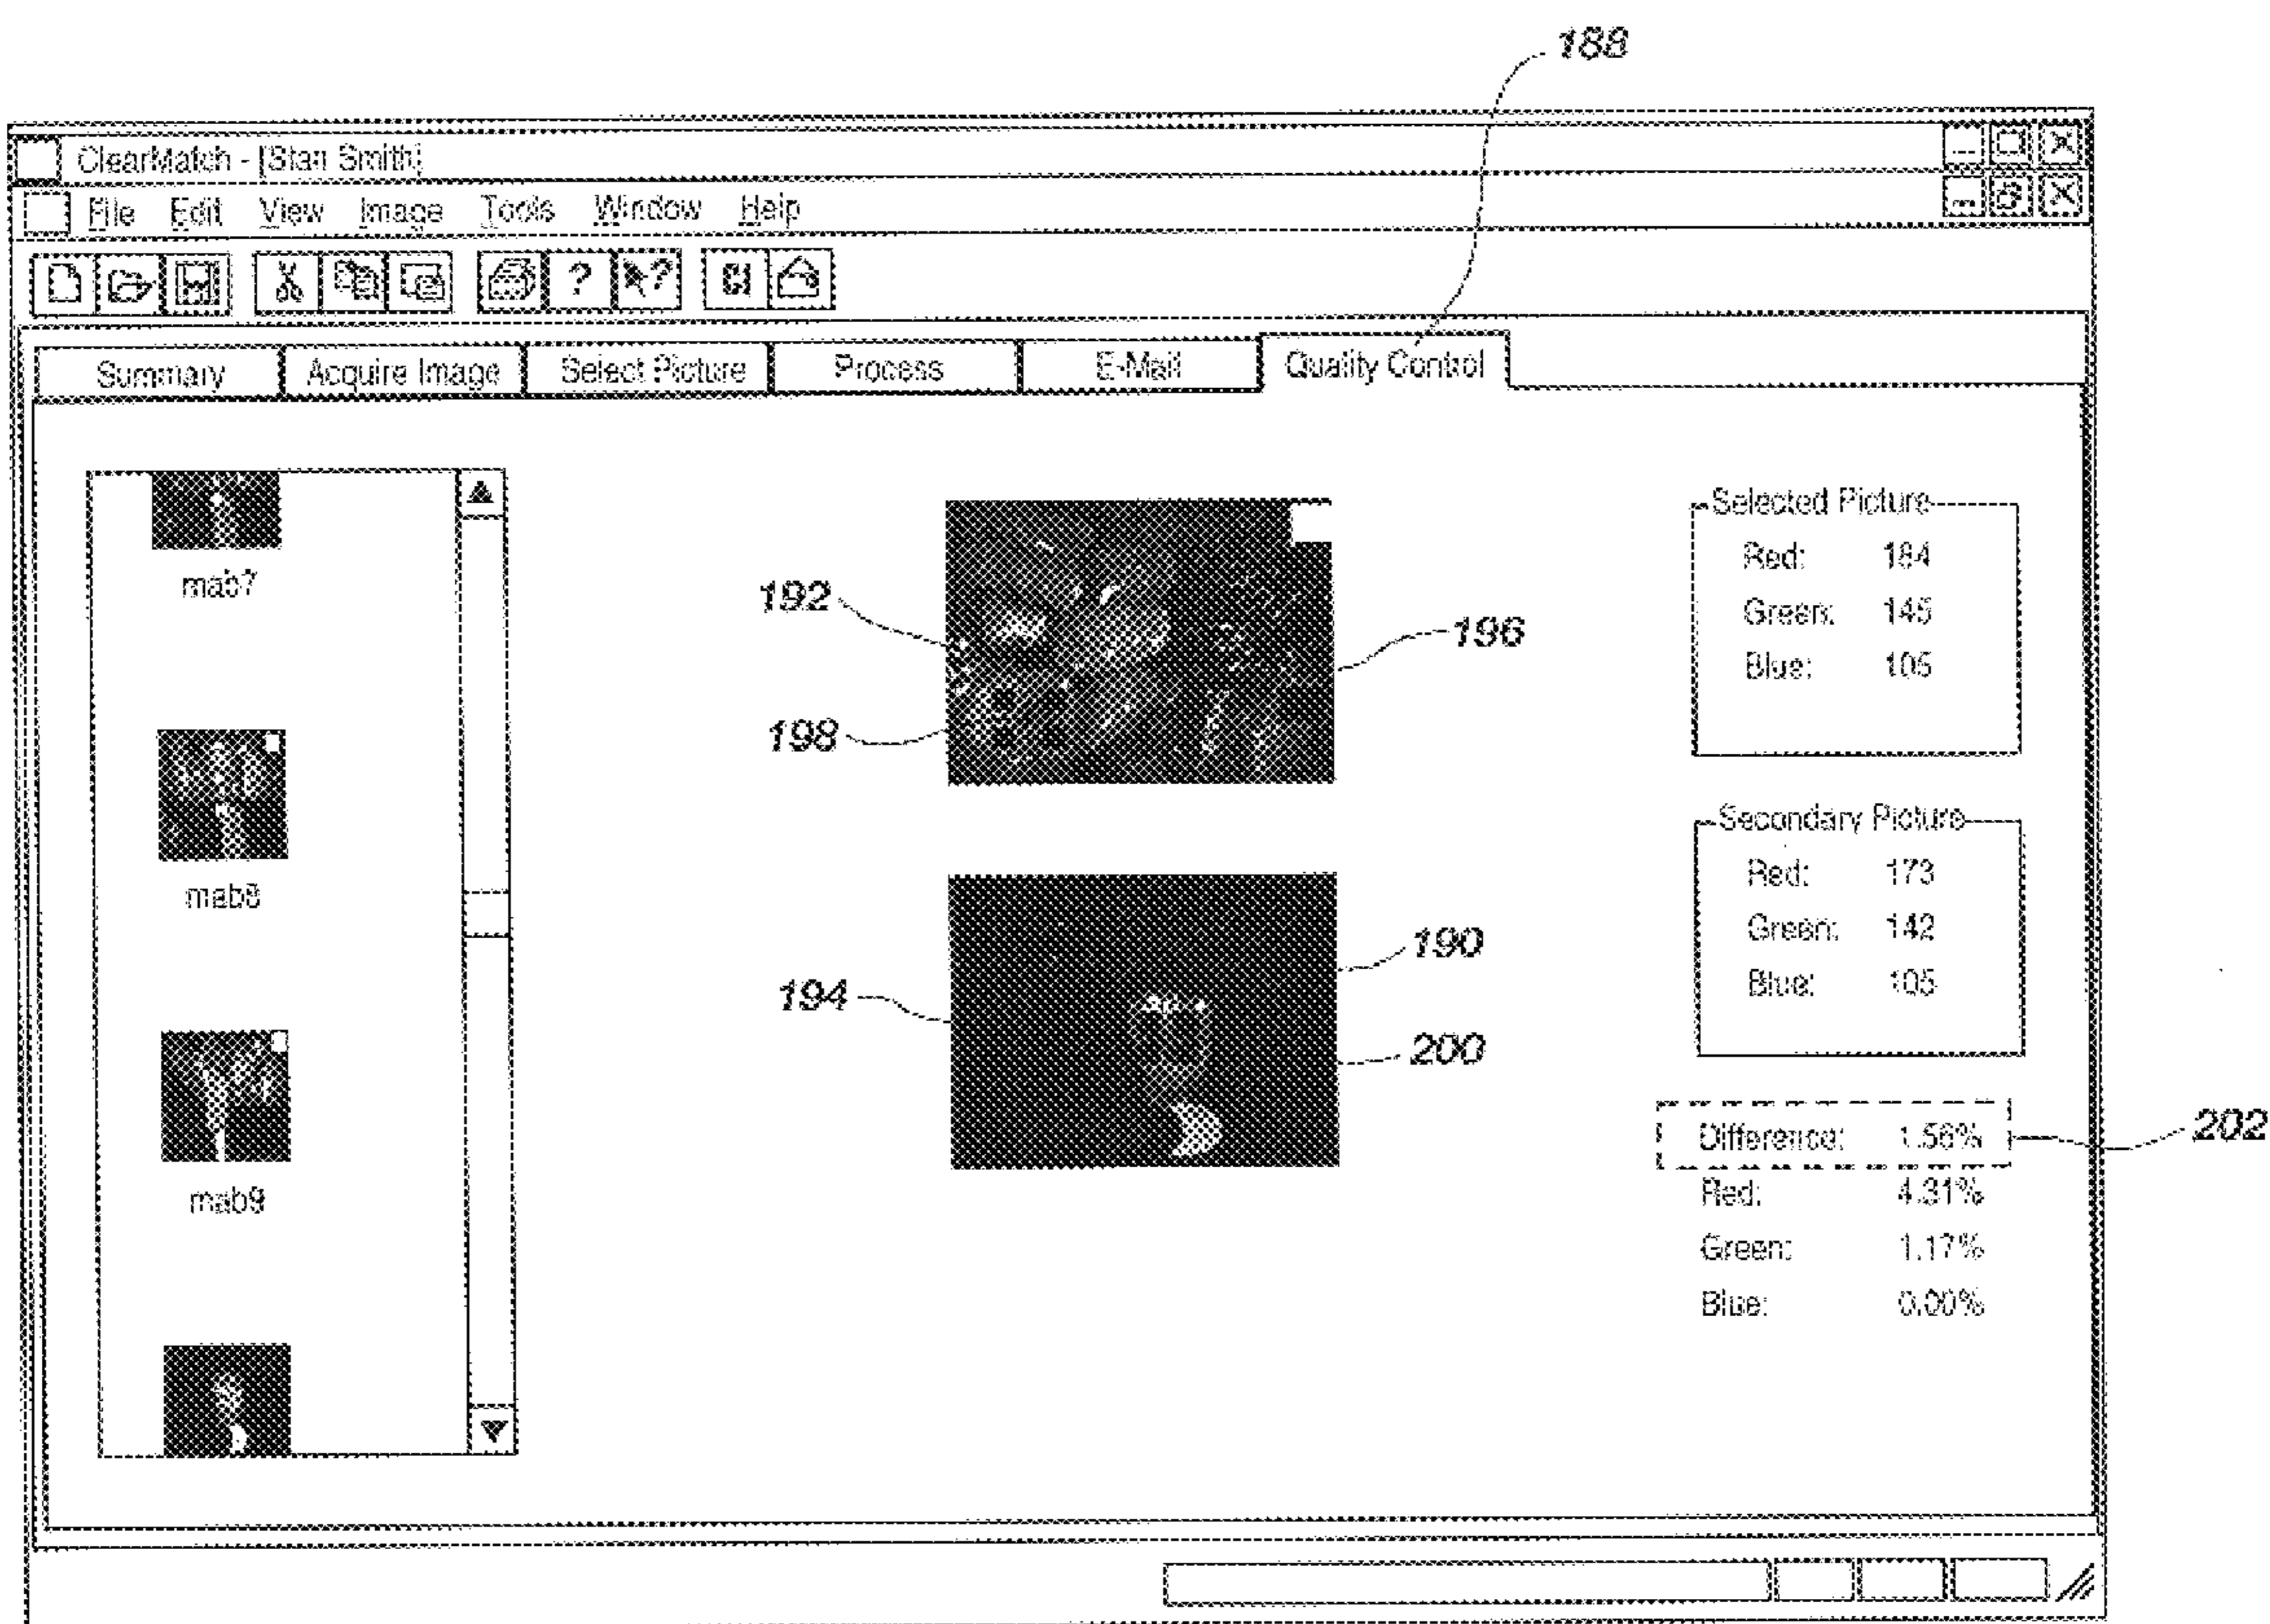 188
ClearMatch - [Stan Smith]
File Edit View Image Tools Window Help
? ?
Summary Acquire Image Select Picture Process E-Mail Quality Control
mab7
mab8
mab9
192
198
196
194
190
200
Selected Picture
Red: 184
Green: 145
Blue: 105
Secondary Picture
Red: 173
Green: 142
Blue: 105
Difference: 1.56%
202
Red: 4.31%
Green: 1.17%
Blue: 0.00%